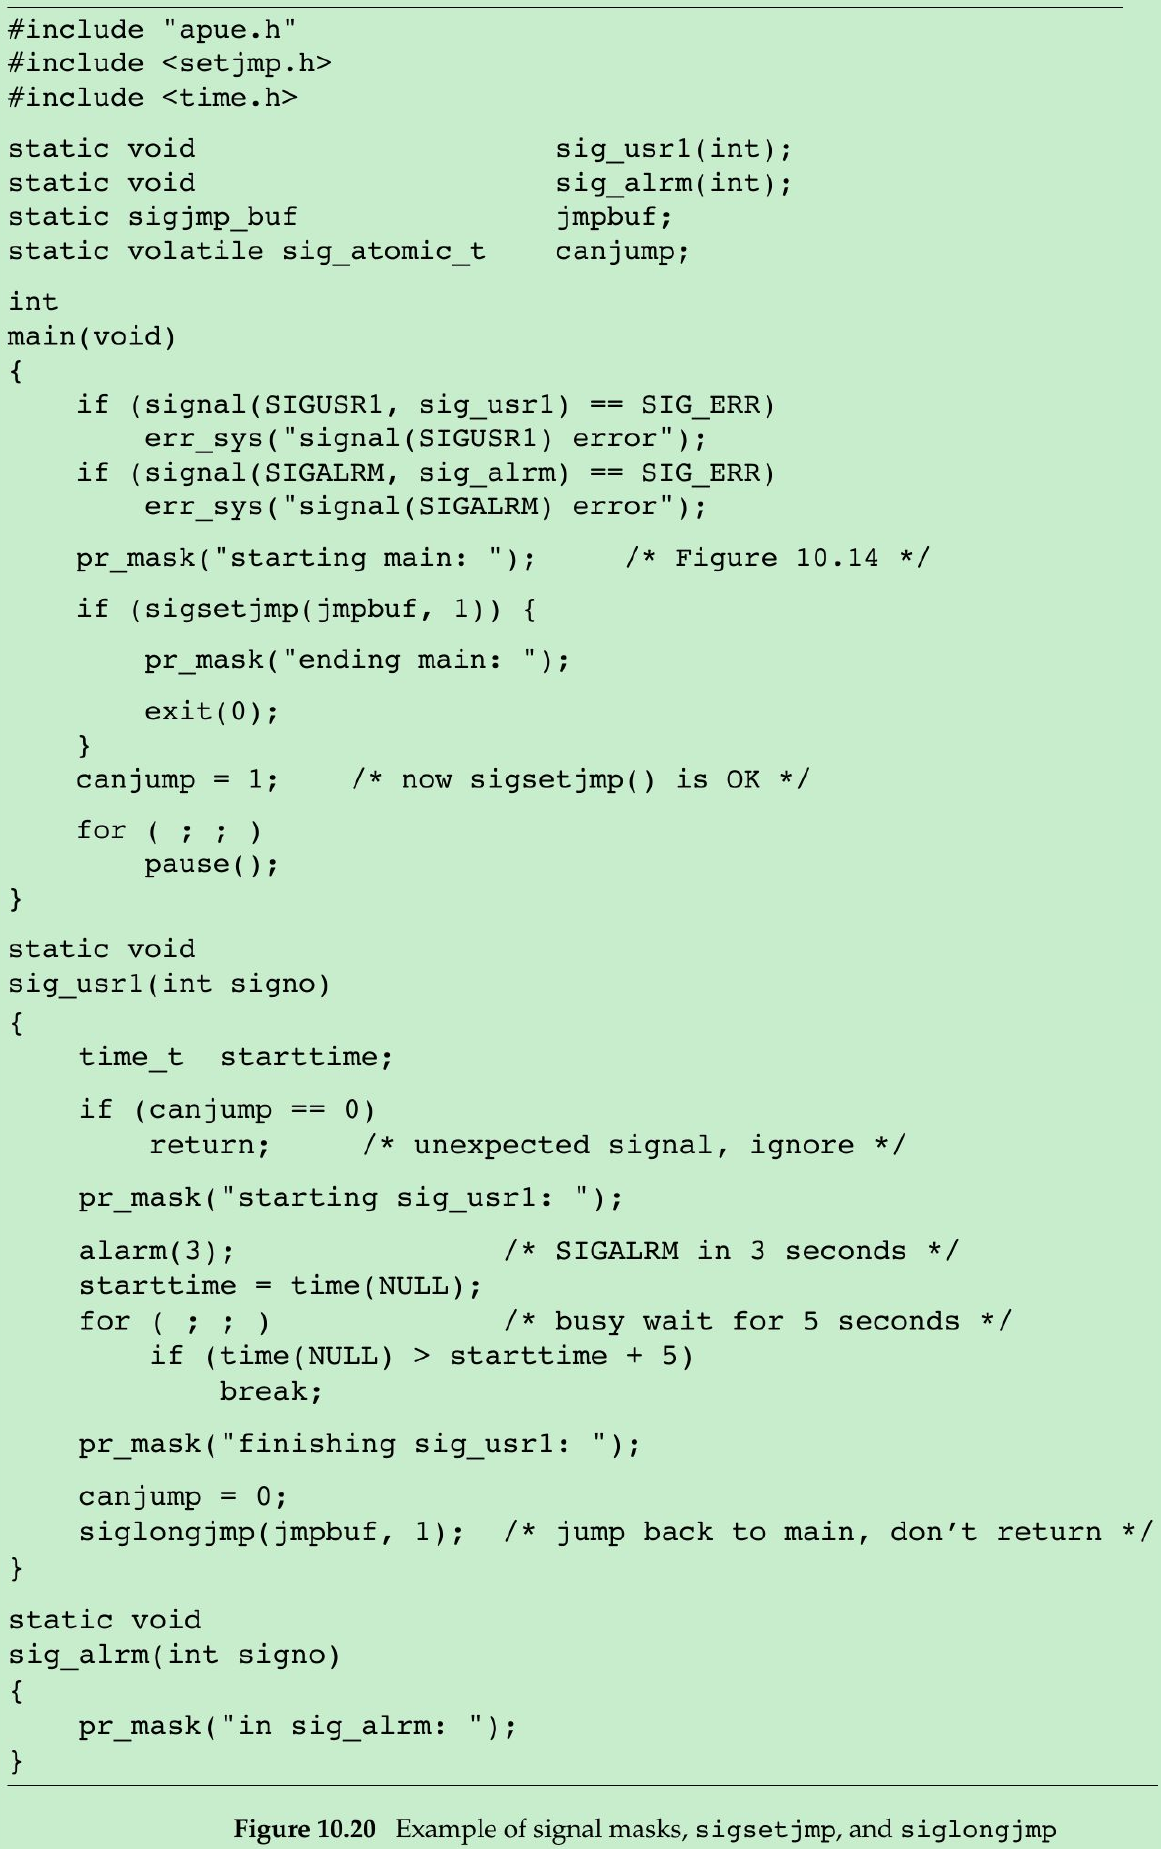 #include "apue.h"
#include <setjmp.h>
#include <time.h>
static void                     sig_usr1(int);
static void                     sig_alrm(int);
static sigjmp_buf               jmpbuf;
static volatile sig_atomic_t    canjump;
int
main(void)
{
    if (signal(SIGUSR1, sig_usr1) == SIG_ERR)
        err_sys("signal(SIGUSR1) error");
    if (signal(SIGALRM, sig_alrm) == SIG_ERR)
        err_sys("signal(SIGALRM) error");
    pr_mask("starting main: ");     /* Figure 10.14 */
    if (sigsetjmp(jmpbuf, 1)) {
        pr_mask("ending main: ");
        exit(0);
    }
    canjump = 1;    /* now sigsetjmp() is OK */
    for ( ; ; )
        pause();
}
static void
sig_usr1(int signo)
{
    time_t  starttime;
    if (canjump == 0)
        return;     /* unexpected signal, ignore */
    pr_mask("starting sig_usr1: ");
    alarm(3);               /* SIGALRM in 3 seconds */
    starttime = time(NULL);
    for ( ; ; )             /* busy wait for 5 seconds */
        if (time(NULL) > starttime + 5)
            break;
    pr_mask("finishing sig_usr1: ");
    canjump = 0;
    siglongjmp(jmpbuf, 1);  /* jump back to main, don't return */
}
static void
sig_alrm(int signo)
{
    pr_mask("in sig_alrm: ");
}
Figure 10.20 Example of signal masks, sigsetjmp, and siglongjmp